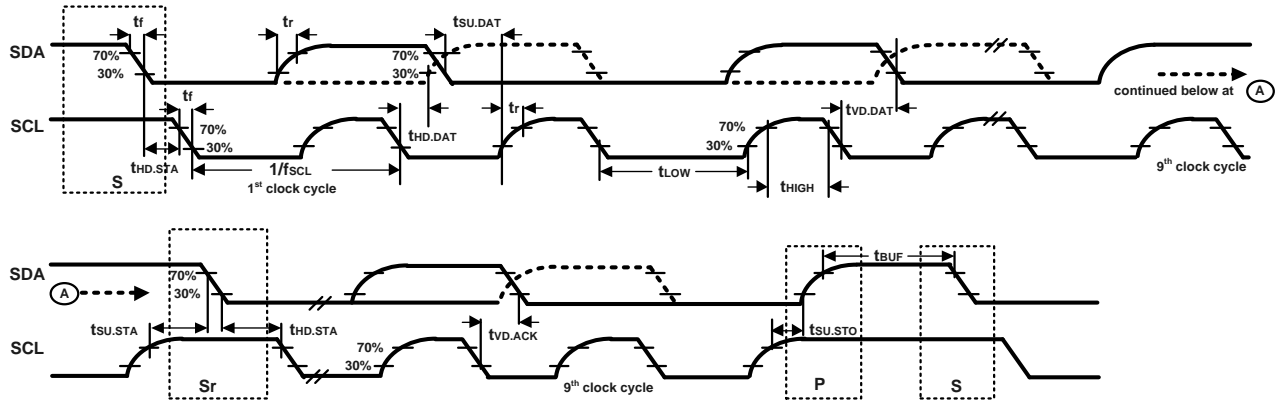 tf tr tSU.DAT
SDA 70% 70%
30% 30%
continued below at A
tf tHD.DAT tr tVD.DAT
SCL 70% 70%
30% 30%
tHD.STA 1/fSCL tLOW 9th clock cycle
S 1st clock cycle tHIGH
tBUF
SDA 70%
A 30%
tSU.STA tHD.STA tVD.ACK tSU.STO
SCL 70%
30%
Sr 9th clock cycle P S